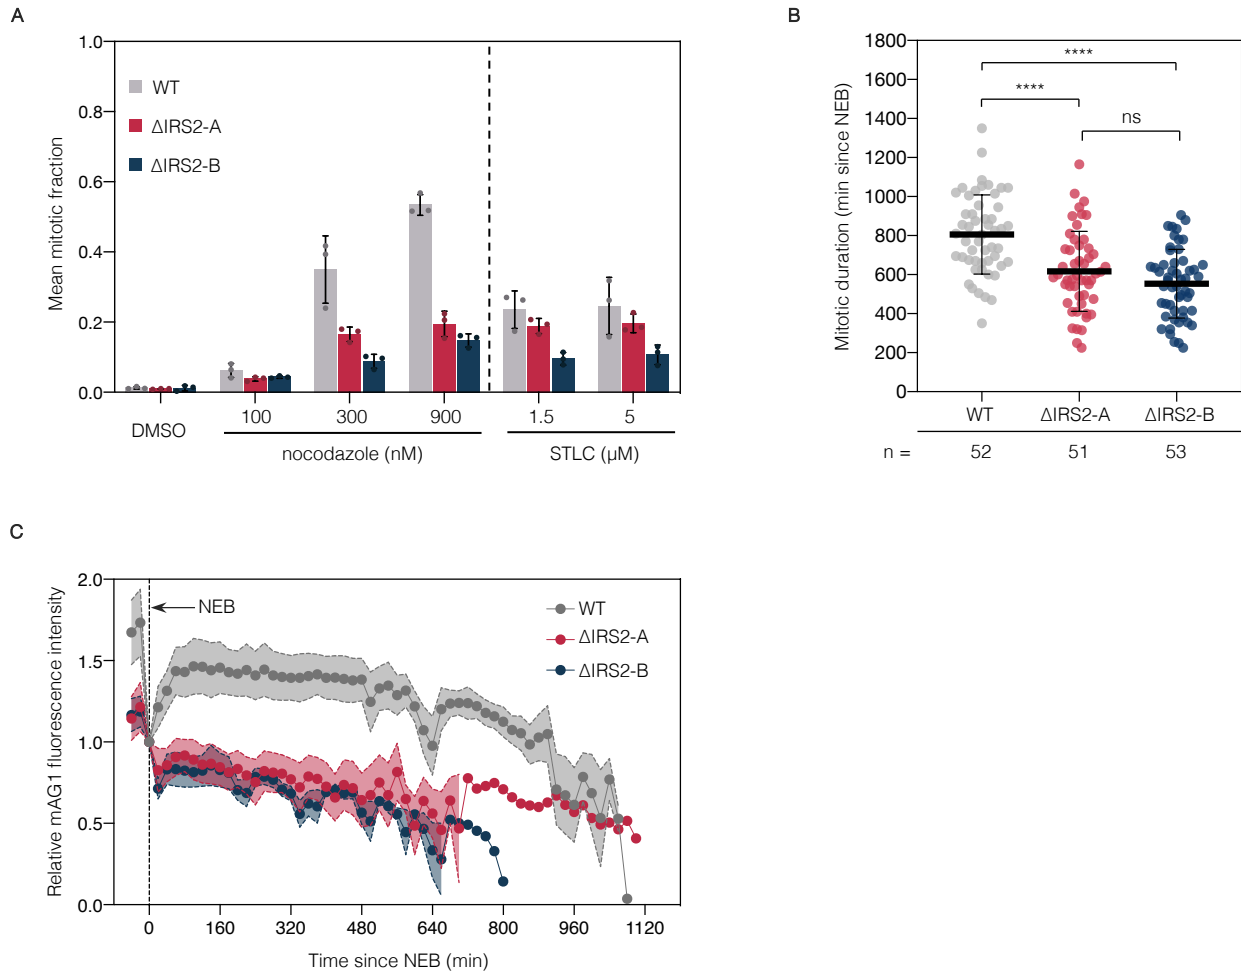 A
Mean mitotic fraction
1.0
0.8
0.6
0.4
0.2
0.0
WT
ΔIRS2-A
ΔIRS2-B
DMSO
100 300 900 1.5 5
nocodazole (nM) STLC (µM)
B
Mitotic duration (min since NEB)
1800
1600
1400
1200
1000
800
600
400
200
0
****
****
ns
WT ΔIRS2-A ΔIRS2-B
n = 52 51 53
C
Relative mAG1 fluorescence intensity
2.0
1.5
1.0
0.5
0.0
NEB
WT
ΔIRS2-A
ΔIRS2-B
0 160 320 480 640 800 960 1120
Time since NEB (min)